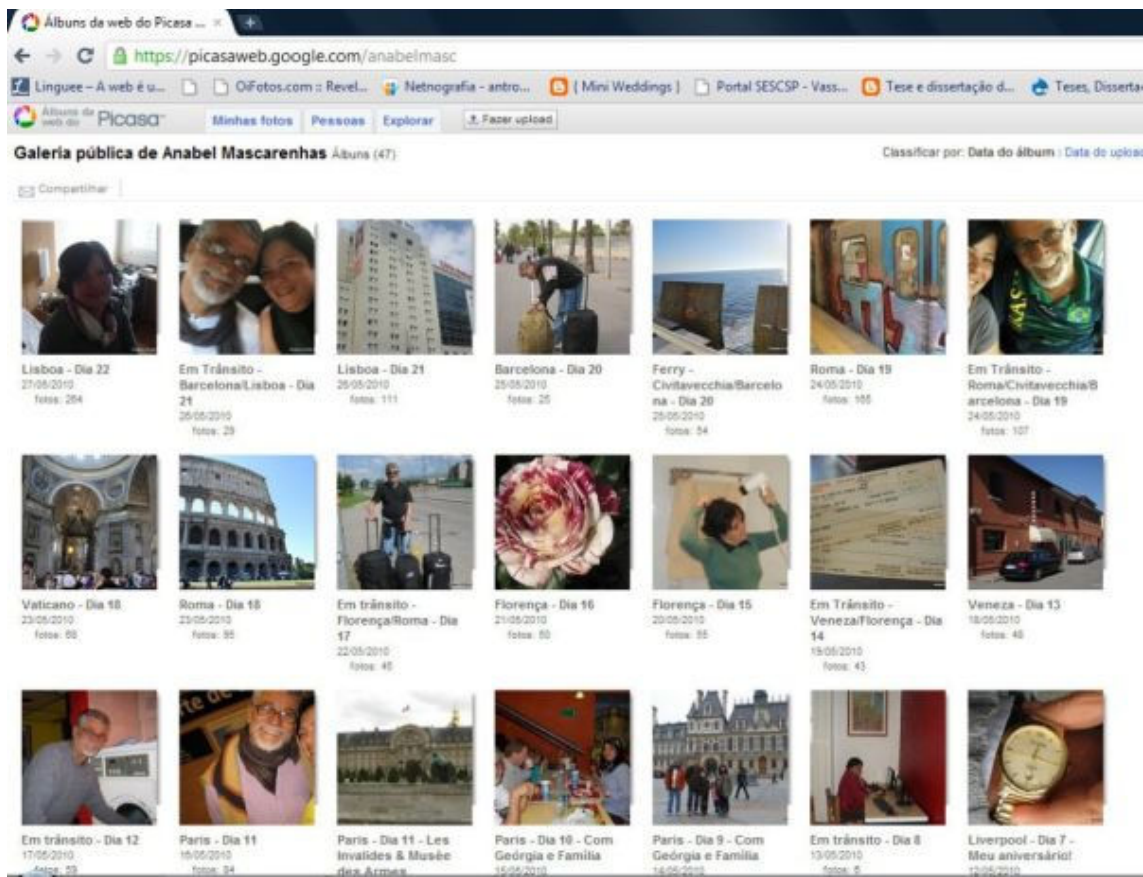 Álbuns da web do Picasa ...
https://picasaweb.google.com/anabelmasc
Linguee – A web é u... OiFotos.com :: Revel... Netnografia - antro... { Mini Weddings } Portal SESCSP - Vass... Tese e dissertação d... Teses, Disserta
Álbuns da web do Picasa Minhas fotos Pessoas Explorar Fazer upload
Galeria pública de Anabel Mascarenhas Álbuns (47) Classificar por: Data do álbum | Data do upload
Compartilhar
Lisboa - Dia 22
27/05/2010
fotos: 264
Em Trânsito -
Barcelona/Lisboa - Dia
21
26/05/2010
fotos: 29
Lisboa - Dia 21
26/05/2010
fotos: 111
Barcelona - Dia 20
25/05/2010
fotos: 25
Ferry -
Civitavecchia/Barcelo
na - Dia 20
25/05/2010
fotos: 54
Roma - Dia 19
24/05/2010
fotos: 165
Em Trânsito -
Roma/Civitavecchia/B
arcelona - Dia 19
24/05/2010
fotos: 107
Vaticano - Dia 18
23/05/2010
fotos:
Roma - Dia 18
23/05/2010
fotos:
Em trânsito -
Florença/Roma - Dia
17
22/05/2010
fotos: 45
Florença - Dia 16
21/05/2010
fotos: 50
Florença - Dia 15
20/05/2010
fotos: 55
Em Trânsito -
Veneza/Florença - Dia
14
19/05/2010
fotos: 43
Veneza - Dia 13
18/05/2010
fotos:
Em trânsito - Dia 12
17/05/2010
fotos: 53
Paris - Dia 11
16/05/2010
fotos: 34
Paris - Dia 11 - Les
Invalides & Musée
des Armes
Paris - Dia 10 - Com
Geórgia e Família
15/05/2010
Paris - Dia 9 - Com
Geórgia e Família
14/05/2010
Em trânsito - Dia 8
13/05/2010
fotos: 5
Liverpool - Dia 7 -
Meu aniversário!
12/05/2010